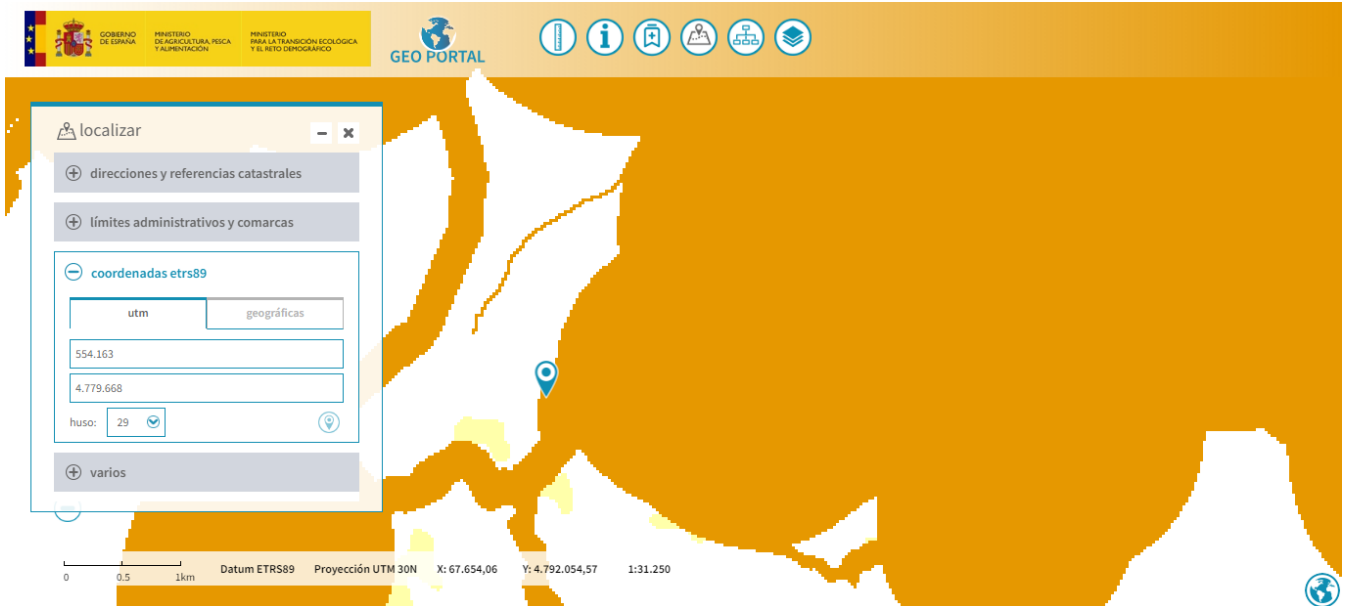 GOBIERNO
DE ESPAÑA
MINISTERIO
DE AGRICULTURA, PESCA
Y ALIMENTACIÓN
MINISTERIO
PARA LA TRANSICIÓN ECOLÓGICA
Y EL RETO DEMOGRÁFICO
GEO PORTAL
localizar
direcciones y referencias catastrales
límites administrativos y comarcas
coordenadas etrs89
utm
geográficas
554.163
4.779.668
huso: 29
varios
0 0.5 1km
Datum ETRS89 Proyección UTM 30N X: 67.654,06 Y: 4.792.054,57 1:31.250